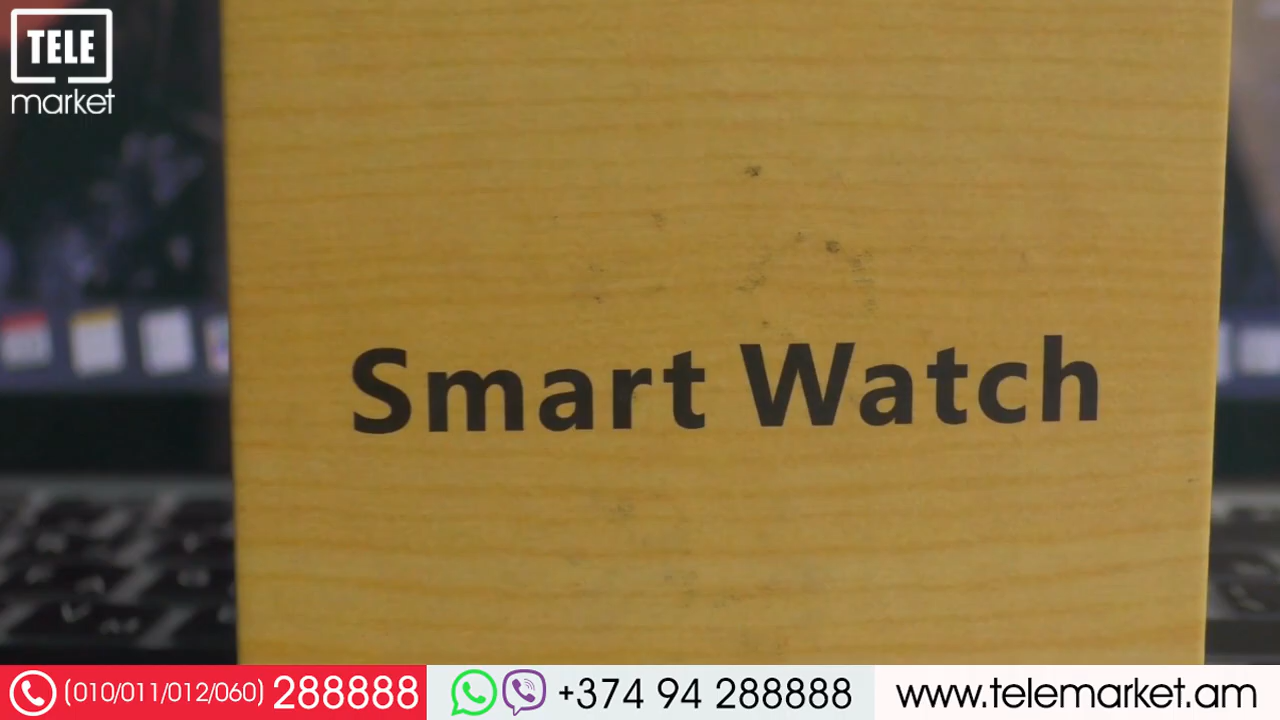 TELE
market
Smart Watch
(010/011/012/060) 288888
+374 94 288888
www.telemarket.am